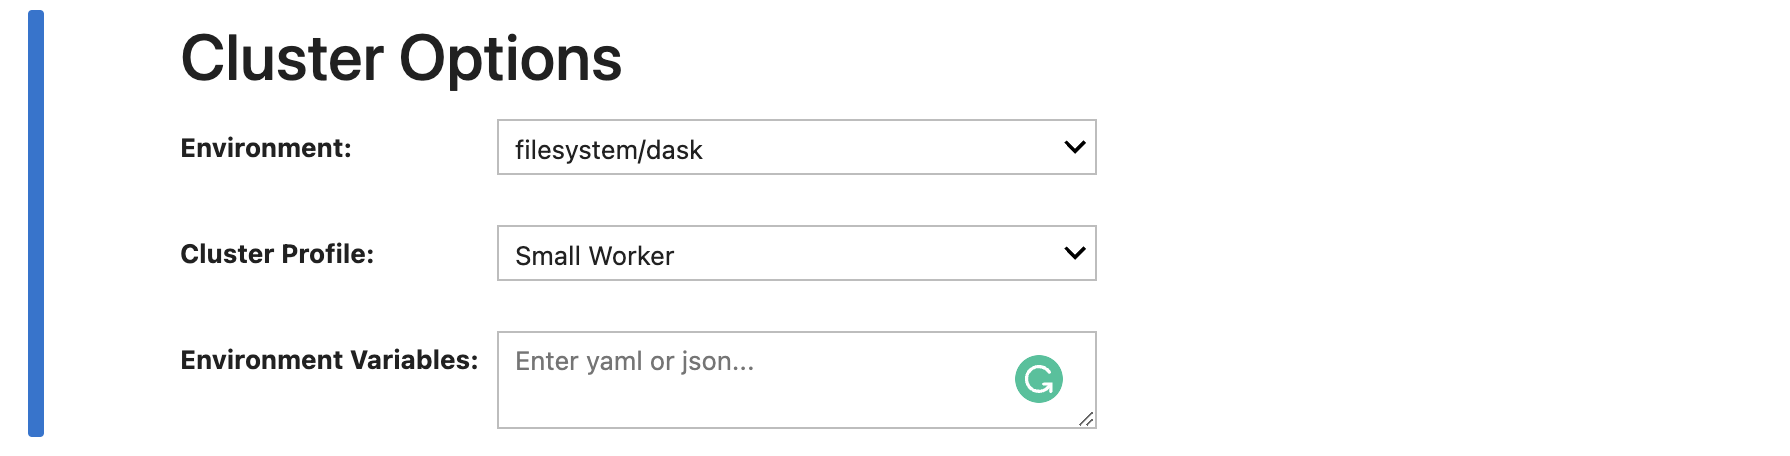 Cluster Options
Environment:
filesystem/dask
Cluster Profile:
Small Worker
Environment Variables:
Enter yaml or json...